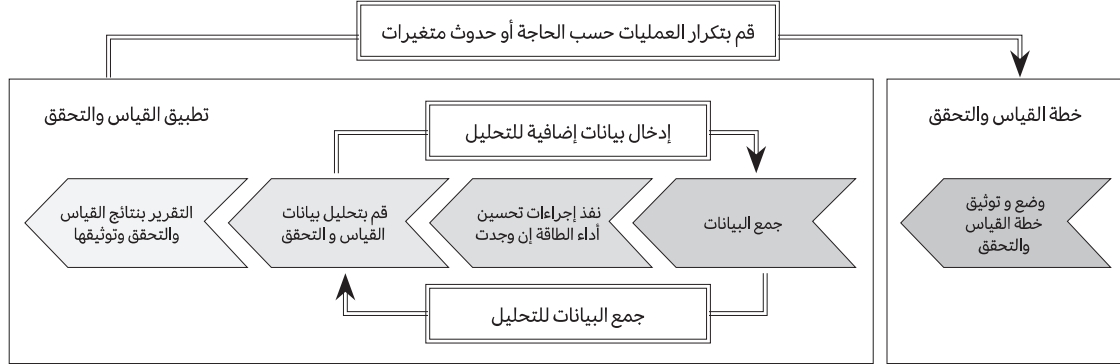 قم بتكرار العمليات حسب الحاجة أو حدوث متغيرات
خطة القياس والتحقق
وضع و توثيق
خطة القياس
والتحقق
تطبيق القياس والتحقق
إدخال بيانات إضافية للتحليل
جمع البيانات
نفذ إجراءات تحسين
أداء الطاقة إن وجدت
قم بتحليل بيانات
القياس و التحقق
التقرير بنتائج القياس
والتحقق وتوثيقها
جمع البيانات للتحليل